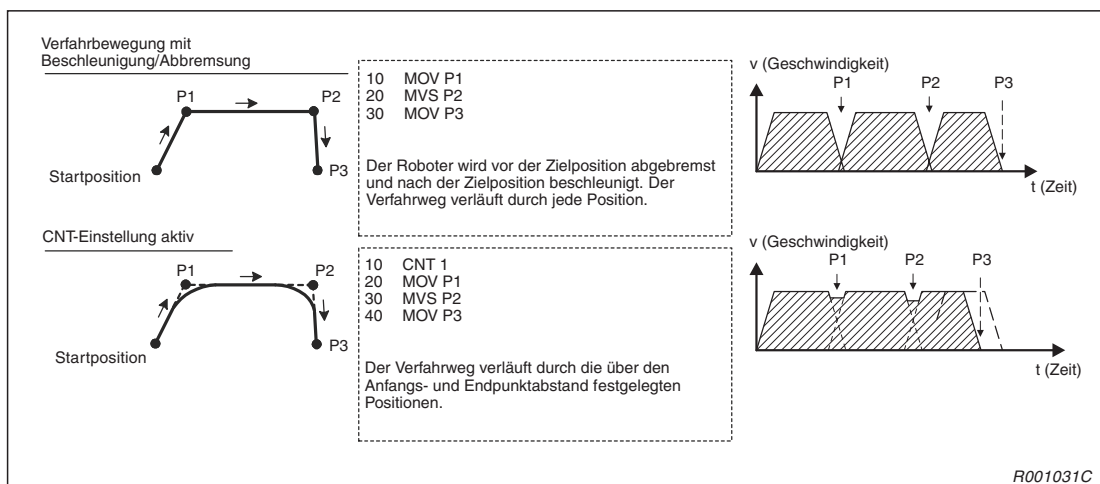 Verfahrbewegung mit
Beschleunigung/Abbremsung
P1
P2
Startposition
P3
10 MOV P1
20 MVS P2
30 MOV P3
Der Roboter wird vor der Zielposition abgebremst
und nach der Zielposition beschleunigt. Der
Verfahrweg verläuft durch jede Position.
v (Geschwindigkeit)
P1 P2 P3
t (Zeit)
CNT-Einstellung aktiv
P1
P2
Startposition
P3
10 CNT 1
20 MOV P1
30 MVS P2
40 MOV P3
Der Verfahrweg verläuft durch die über den
Anfangs- und Endpunktabstand festgelegten
Positionen.
v (Geschwindigkeit)
P1 P2 P3
t (Zeit)
R001031C